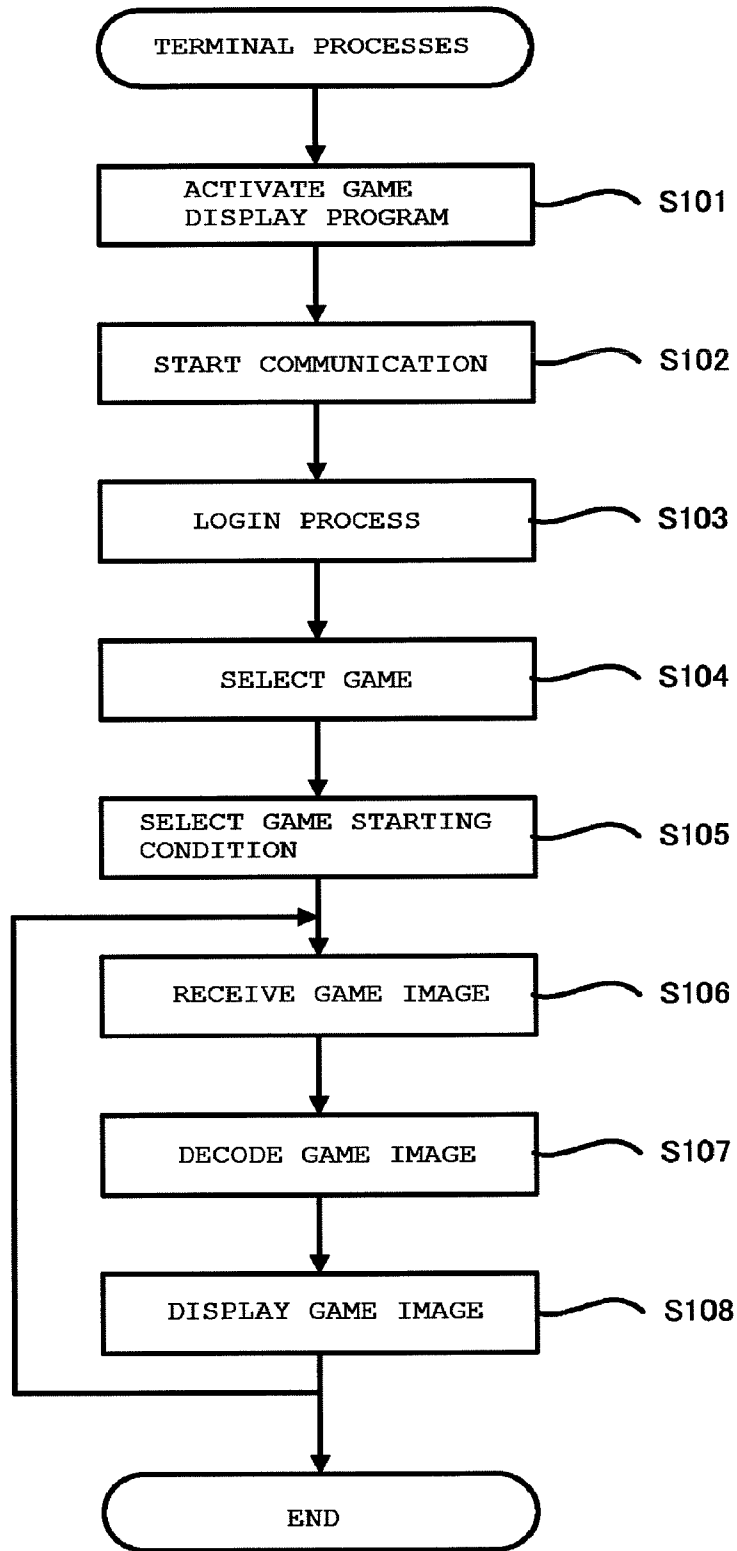 TERMINAL PROCESSES
ACTIVATE GAME
DISPLAY PROGRAM
S101
START COMMUNICATION
S102
LOGIN PROCESS
S103
SELECT GAME
S104
SELECT GAME STARTING
CONDITION
S105
RECEIVE GAME IMAGE
S106
DECODE GAME IMAGE
S107
DISPLAY GAME IMAGE
S108
END